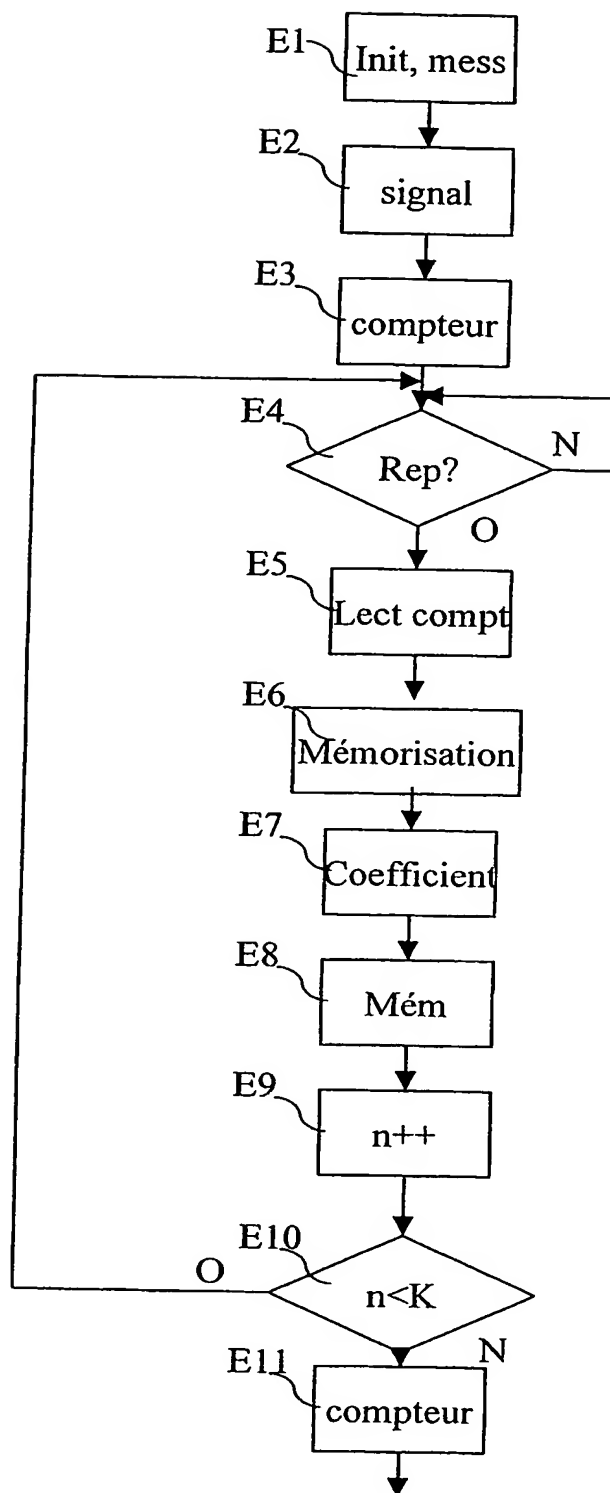 E1
Init, mess
E2
signal
E3
compteur
E4
Rep?
N
O
E5
Lect compt
E6
Mémorisation
E7
Coefficient
E8
Mém
E9
n++
E10
O
n<K
N
E11
compteur